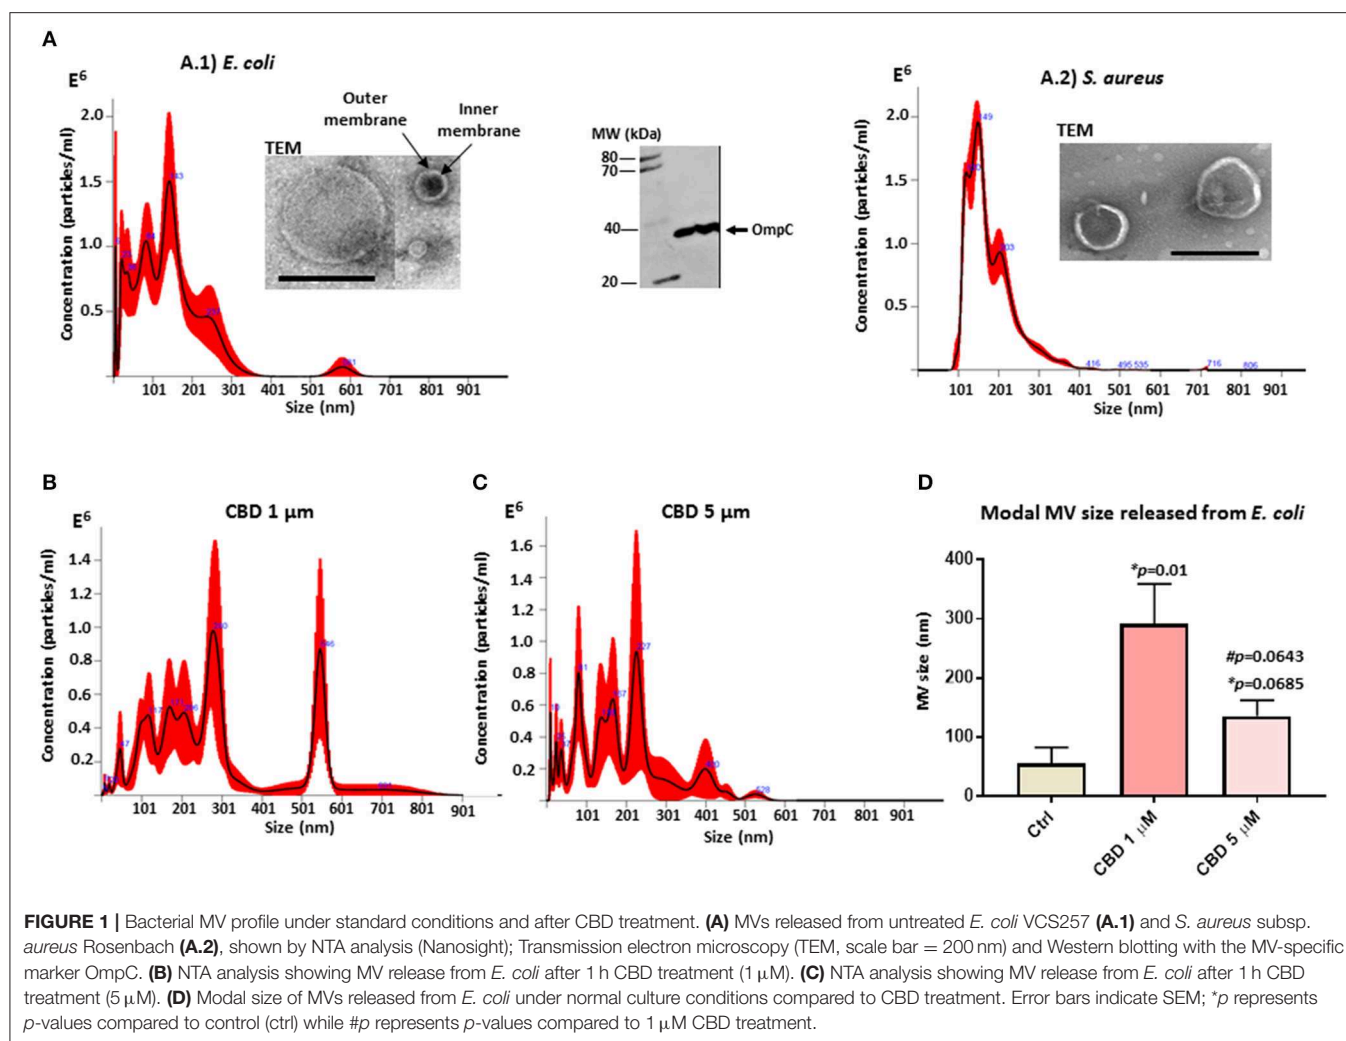 A
A.1) E. coli
E⁶
Outer
membrane
Inner
membrane
TEM
Concentration (particles/ml)
2.0
1.5
1.0
0.5
143
101 201 301 401 501 601 701 801 901
Size (nm)
MW (kDa)
80
70
40
20
OmpC
A.2) S. aureus
E⁶
TEM
Concentration (particles/ml)
2.0
1.5
1.0
0.5
149
203
416
495 535
716
806
101 201 301 401 501 601 701 801 901
Size (nm)
B
CBD 1 μm
E⁶
Concentration (particles/ml)
1.4
1.2
1.0
0.8
0.6
0.4
0.2
101 201 301 401 501 601 701 801 901
Size (nm)
C
CBD 5 μm
E⁶
Concentration (particles/ml)
1.6
1.4
1.2
1.0
0.8
0.6
0.4
0.2
528
101 201 301 401 501 601 701 801 901
Size (nm)
D
Modal MV size released from E. coli
MV size (nm)
400
300
200
100
0
*p=0.01
#p=0.0643
*p=0.0685
Ctrl
CBD 1 μM
CBD 5 μM
FIGURE 1 | Bacterial MV profile under standard conditions and after CBD treatment. (A) MVs released from untreated E. coli VCS257 (A.1) and S. aureus subsp.
aureus Rosenbach (A.2), shown by NTA analysis (Nanosight); Transmission electron microscopy (TEM, scale bar = 200 nm) and Western blotting with the MV-specific
marker OmpC. (B) NTA analysis showing MV release from E. coli after 1 h CBD treatment (1 μM). (C) NTA analysis showing MV release from E. coli after 1 h CBD
treatment (5 μM). (D) Modal size of MVs released from E. coli under normal culture conditions compared to CBD treatment. Error bars indicate SEM; *p represents
p-values compared to control (ctrl) while #p represents p-values compared to 1 μM CBD treatment.